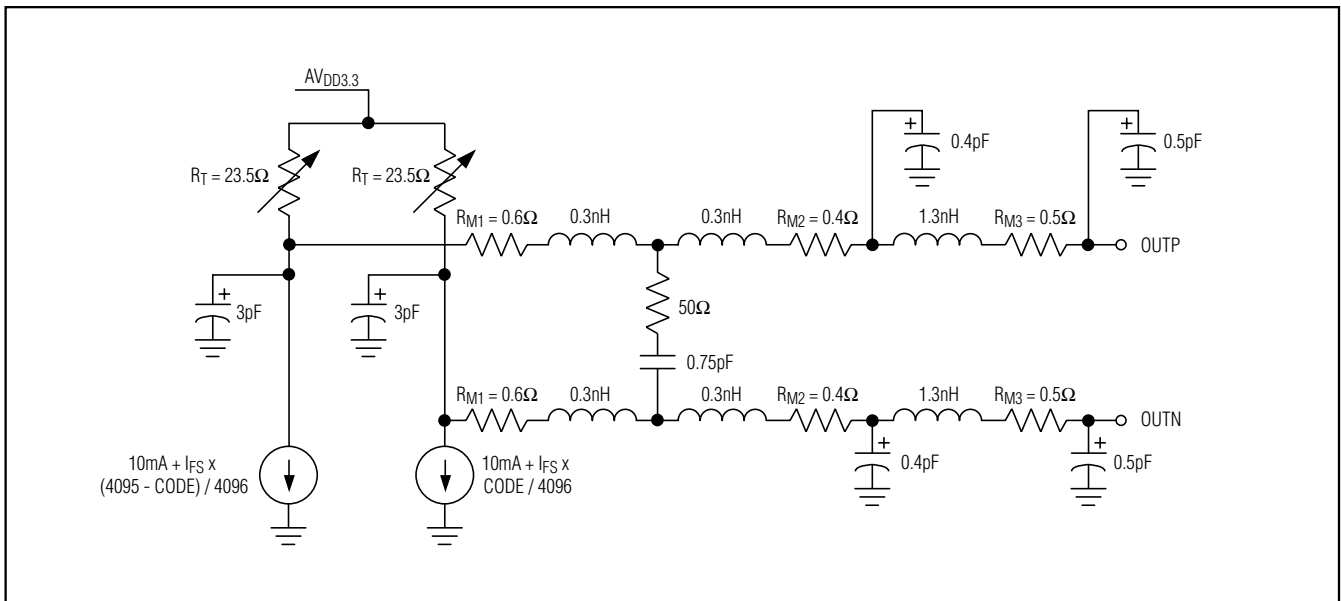 AVDD3.3
RT = 23.5Ω
RT = 23.5Ω
+
0.4pF
+
0.5pF
RM1 = 0.6Ω
0.3nH
0.3nH
RM2 = 0.4Ω
1.3nH
RM3 = 0.5Ω
OUTP
+
3pF
+
3pF
50Ω
0.75pF
RM1 = 0.6Ω
0.3nH
0.3nH
RM2 = 0.4Ω
1.3nH
RM3 = 0.5Ω
OUTN
+
0.4pF
+
0.5pF
10mA + IFS x
(4095 - CODE) / 4096
10mA + IFS x
CODE / 4096